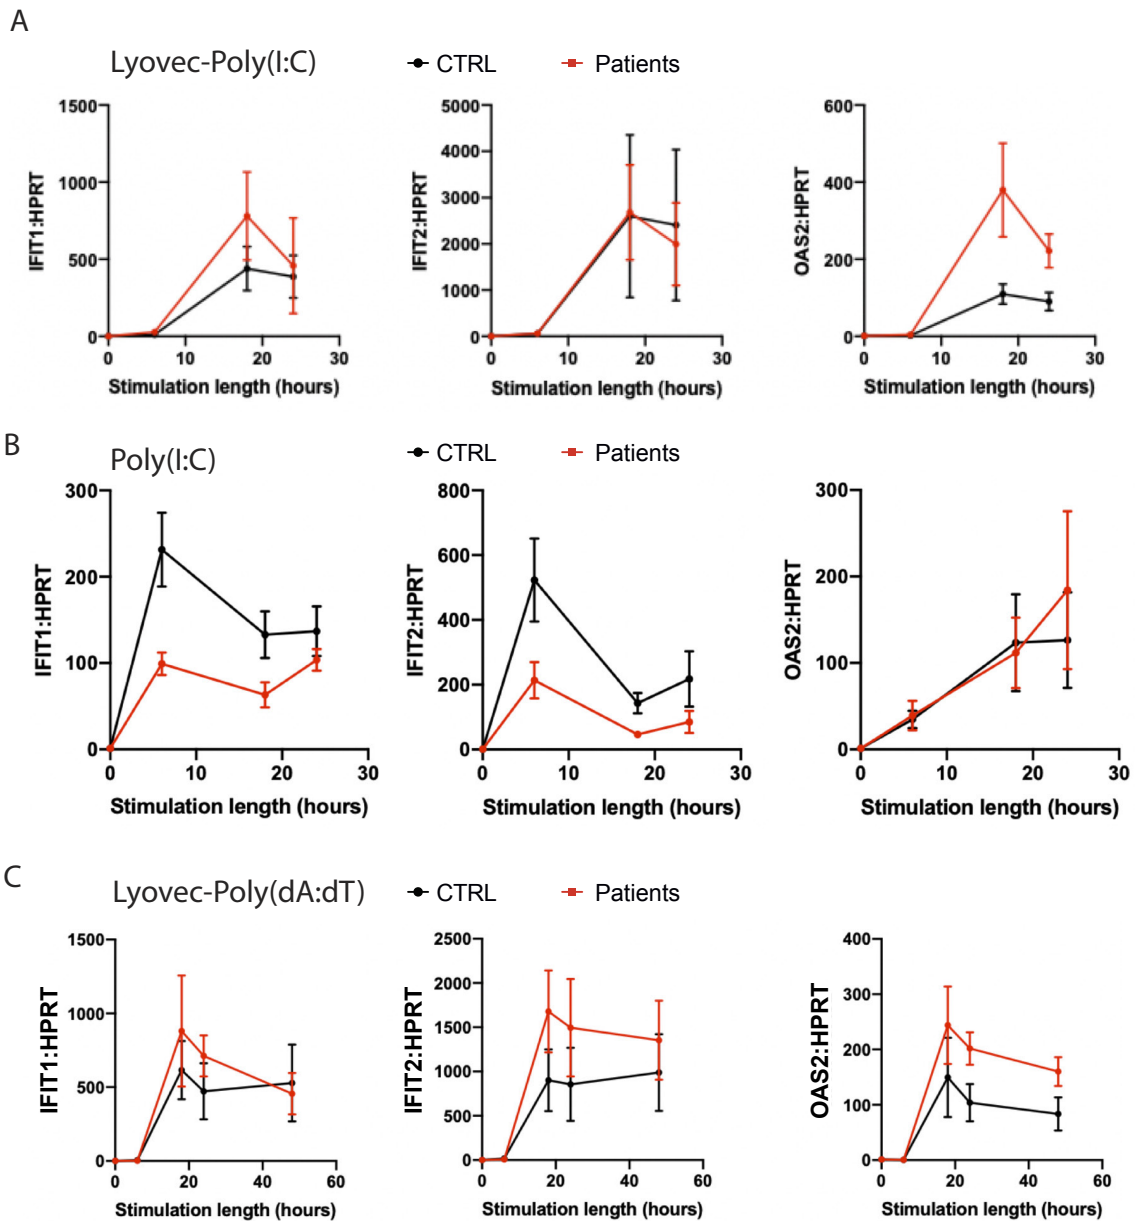 A
Lyovec-Poly(I:C)
CTRL
Patients
IFIT1:HPRT
1500
1000
500
0
0 10 20 30
Stimulation length (hours)
IFIT2:HPRT
5000
4000
3000
2000
1000
0
0 10 20 30
Stimulation length (hours)
OAS2:HPRT
600
400
200
0
0 10 20 30
Stimulation length (hours)
B
Poly(I:C)
CTRL
Patients
IFIT1:HPRT
300
200
100
0
0 10 20 30
Stimulation length (hours)
IFIT2:HPRT
800
600
400
200
0
0 10 20 30
Stimulation length (hours)
OAS2:HPRT
300
200
100
0
0 10 20 30
Stimulation length (hours)
C
Lyovec-Poly(dA:dT)
CTRL
Patients
IFIT1:HPRT
1500
1000
500
0
0 20 40 60
Stimulation length (hours)
IFIT2:HPRT
2500
2000
1500
1000
500
0
0 20 40 60
Stimulation length (hours)
OAS2:HPRT
400
300
200
100
0
0 20 40 60
Stimulation length (hours)